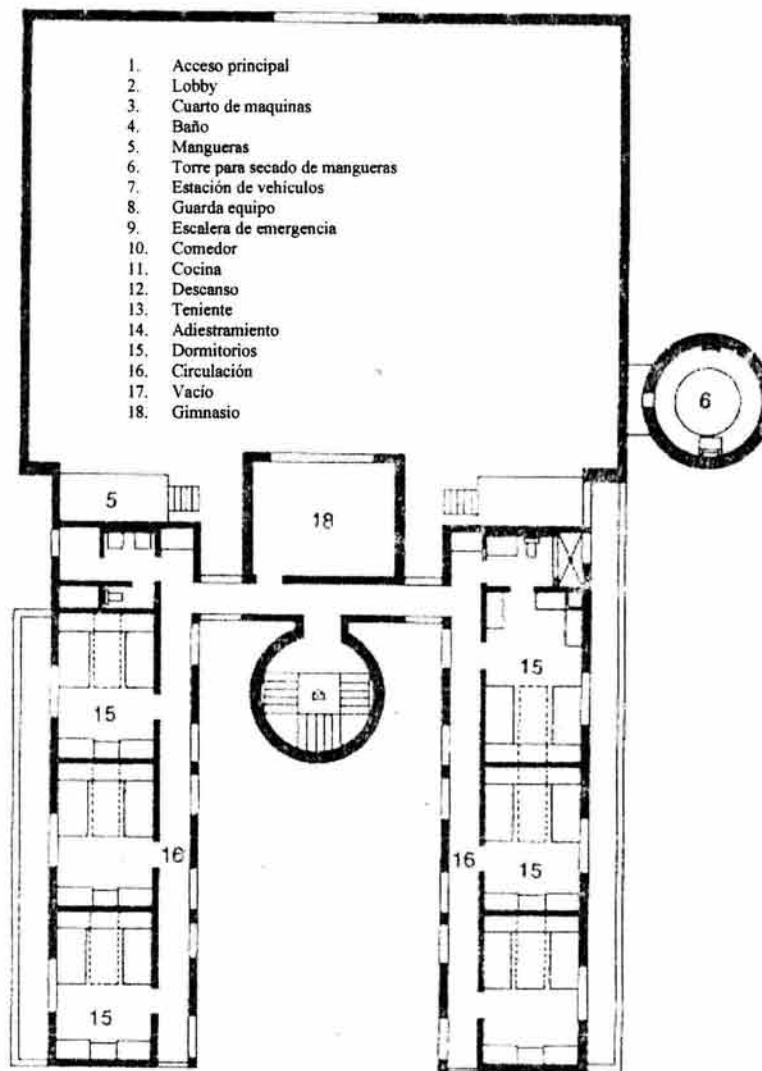 1. Acceso principal
2. Lobby
3. Cuarto de maquinas
4. Baño
5. Mangueras
6. Torre para secado de mangueras
7. Estación de vehículos
8. Guarda equipo
9. Escalera de emergencia
10. Comedor
11. Cocina
12. Descanso
13. Teniente
14. Adiestramiento
15. Dormitorios
16. Circulación
17. Vacío
18. Gimnasio
6
5
18
15
15
16
16
15
15